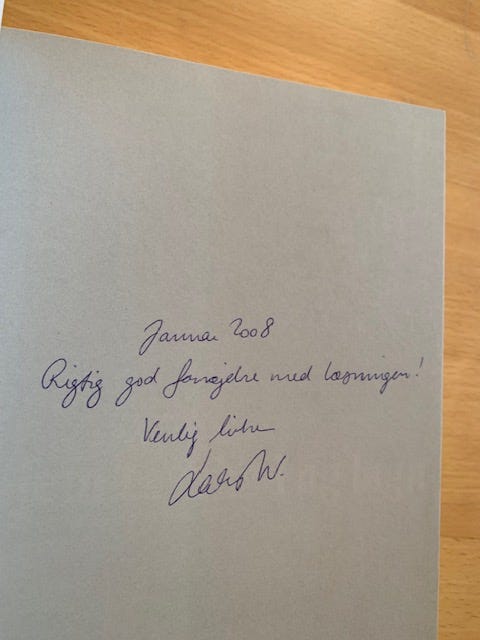 Januar 2008
Rigtig god fornøjelse med læsningen!
Venlig hilsen
W.